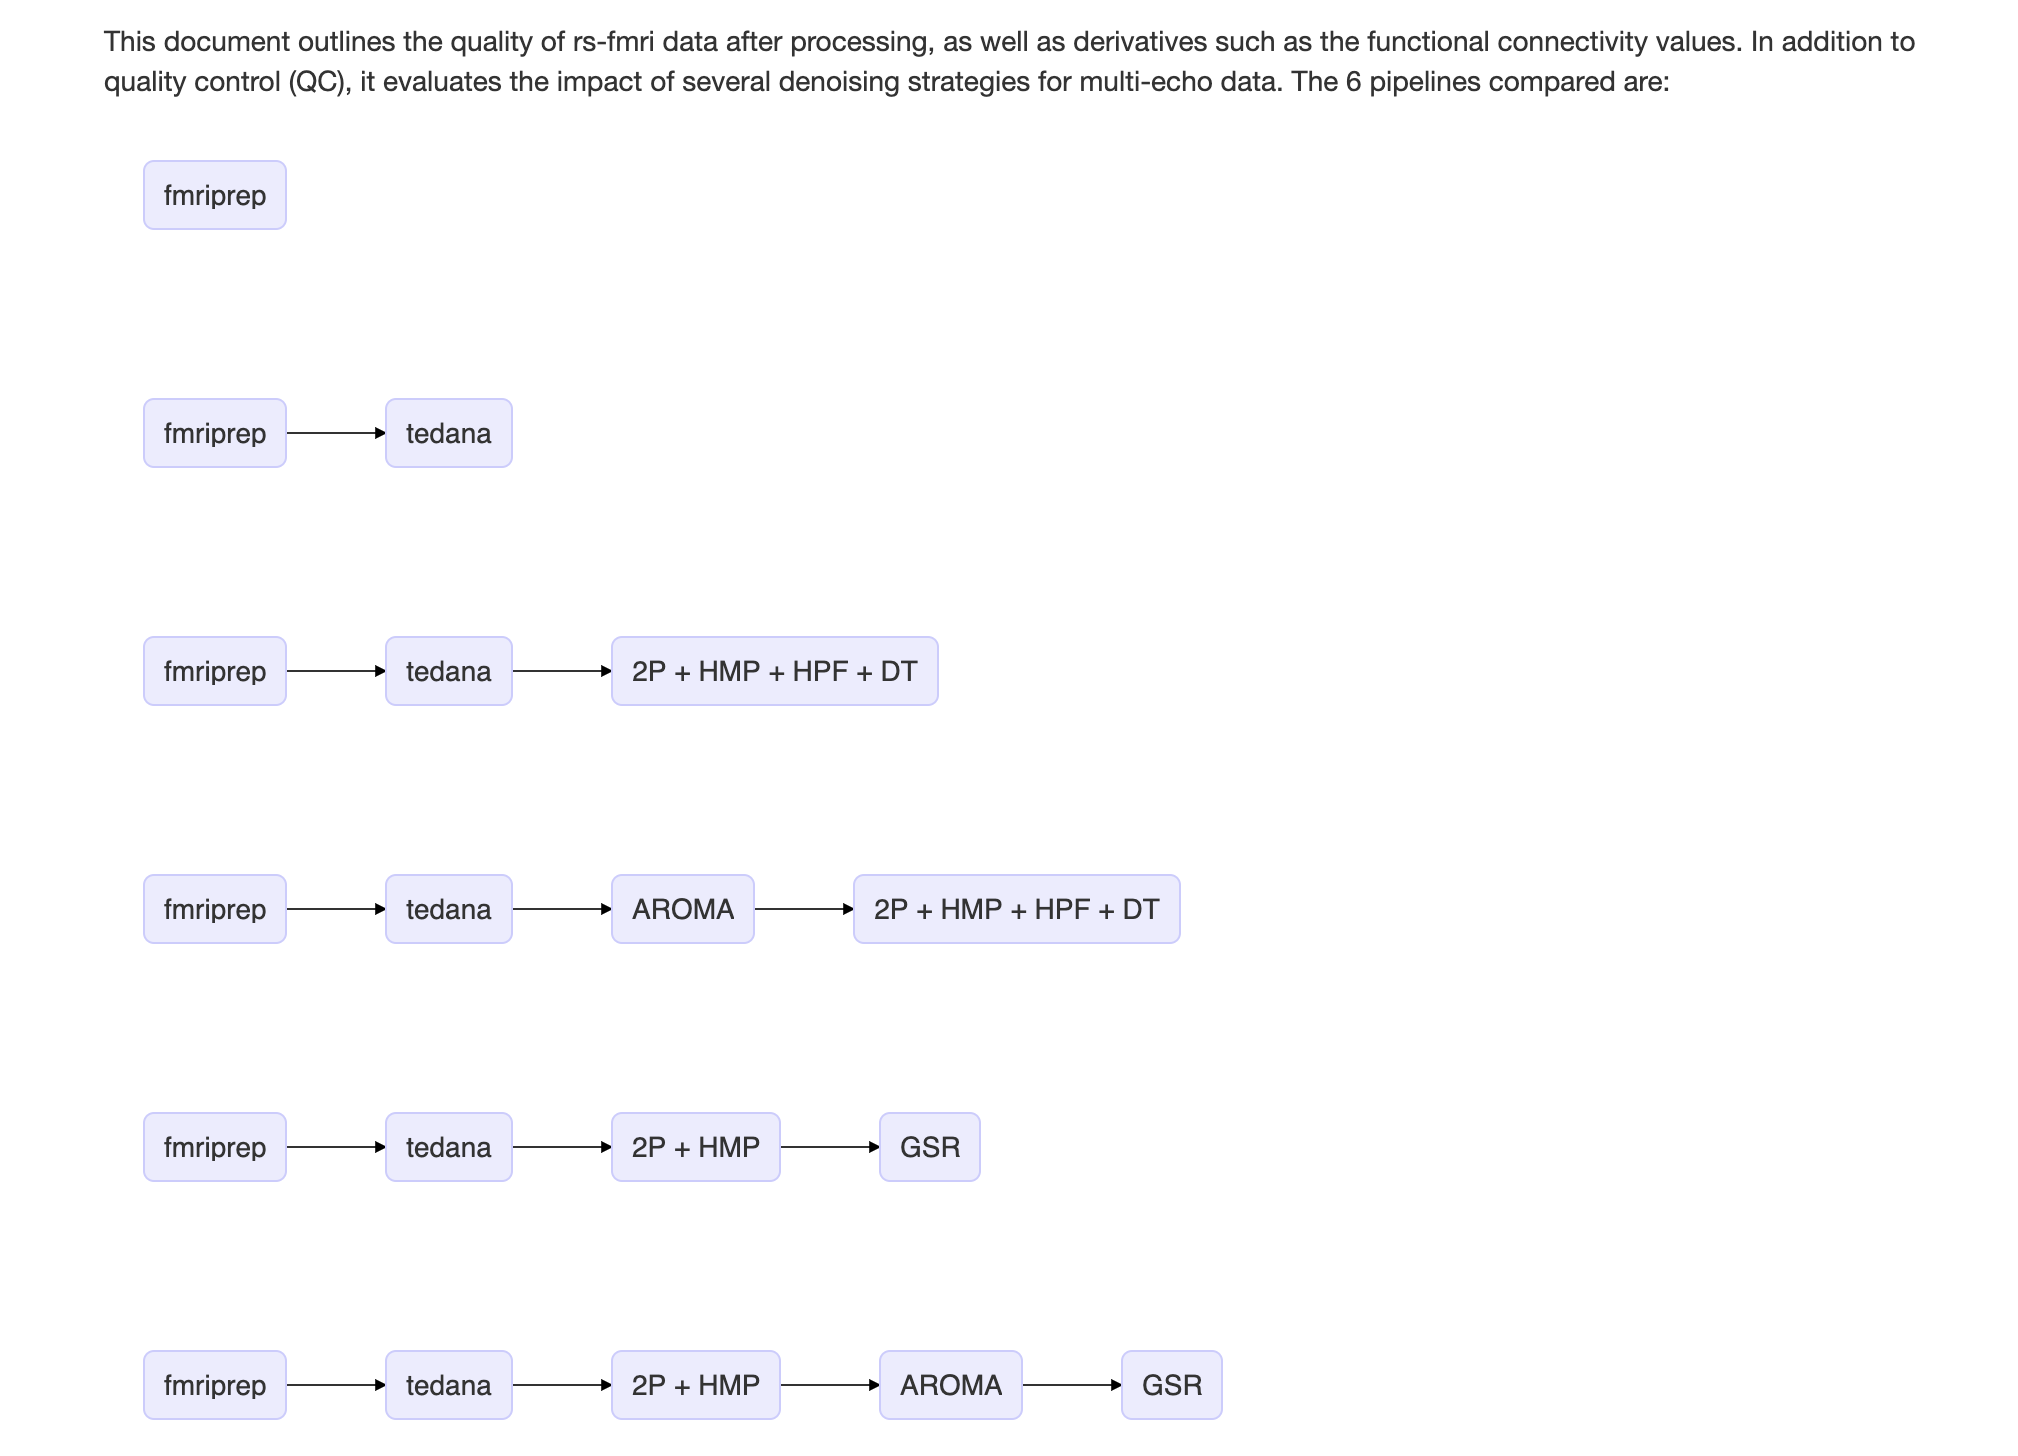 This document outlines the quality of rs-fmri data after processing, as well as derivatives such as the functional connectivity values. In addition to
quality control (QC), it evaluates the impact of several denoising strategies for multi-echo data. The 6 pipelines compared are:
fmriprep
fmriprep tedana
fmriprep tedana 2P + HMP + HPF + DT
fmriprep tedana AROMA 2P + HMP + HPF + DT
fmriprep tedana 2P + HMP GSR
fmriprep tedana 2P + HMP AROMA GSR